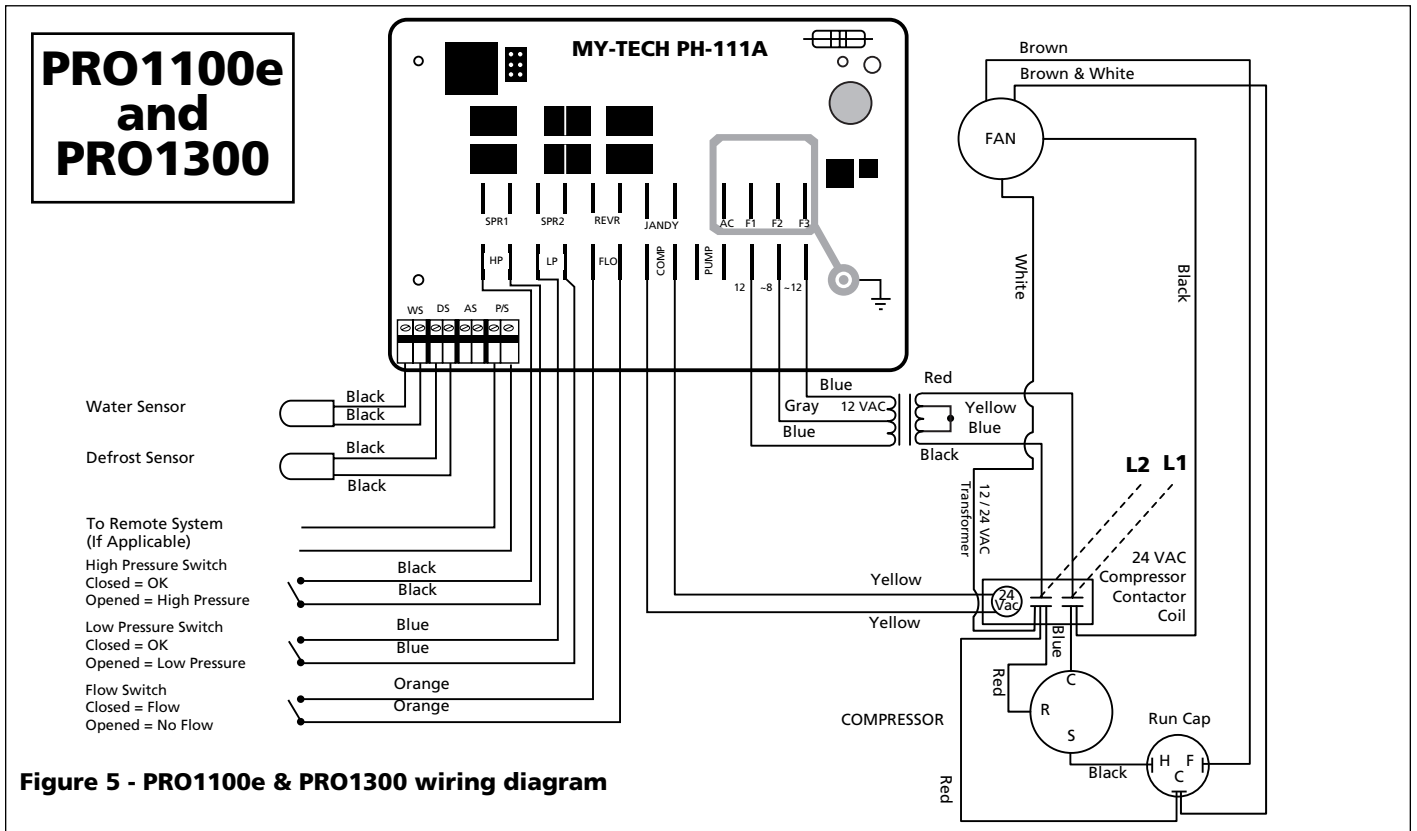 PRO1100e
and
PRO1300
MY-TECH PH-111A
SPR1
SPR2
REVR
JANDY
AC
F1
F2
F3
HP
LP
FLO
COMP
PUMP
12
~8
~12
WS
DS
AS
P/S
Brown
Brown & White
FAN
White
Black
Water Sensor
Black
Black
Defrost Sensor
Black
Black
To Remote System
(If Applicable)
High Pressure Switch
Closed = OK
Opened = High Pressure
Black
Black
Low Pressure Switch
Closed = OK
Opened = Low Pressure
Blue
Blue
Flow Switch
Closed = Flow
Opened = No Flow
Orange
Orange
Blue
Gray
12 VAC
Blue
Red
Yellow
Blue
Black
12 / 24 VAC
Transformer
L2
L1
24 VAC
Compressor
Contactor
Coil
Yellow
Yellow
24
Vac
Blue
Red
C
R
S
COMPRESSOR
Run Cap
H
F
C
Black
Red
Figure 5 - PRO1100e & PRO1300 wiring diagram